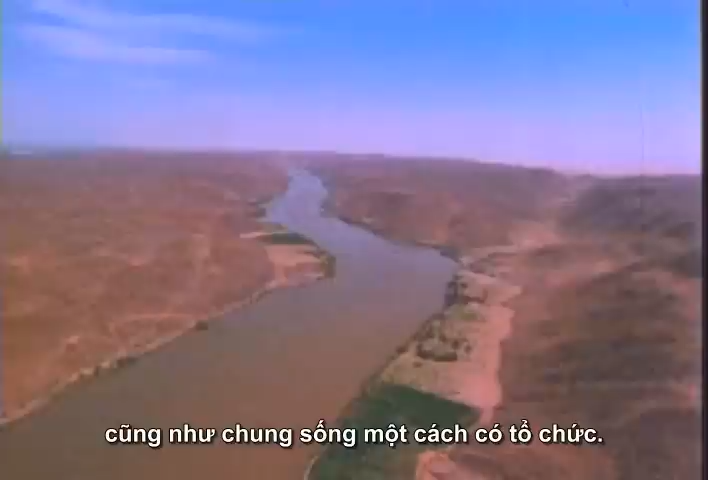 cũng như chung sống một cách có tổ chức.